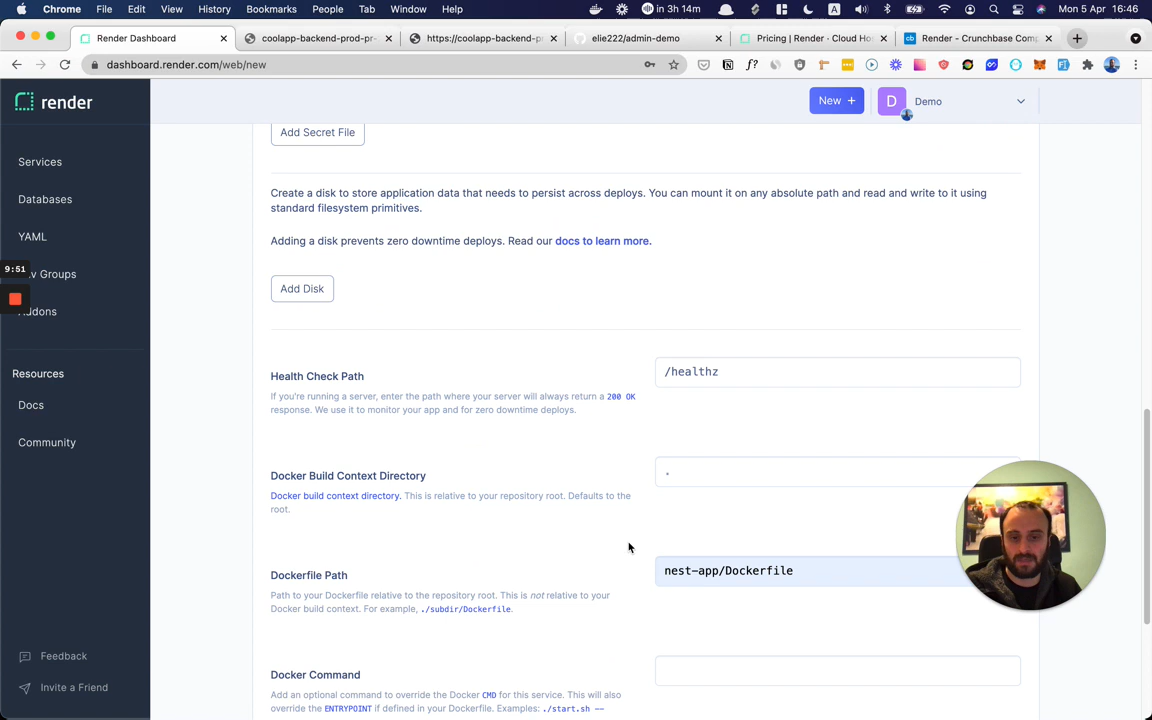 Chrome File Edit View History Bookmarks People Tab Window Help in 3h 14m A Mon 5 Apr 16:46
Render Dashboard coolapp-backend-prod-pr- https://coolapp-backend-pr elie222/admin-demo Pricing | Render · Cloud Ho Render - Crunchbase Comp
dashboard.render.com/web/new
render
New +
D
Demo
Services
Databases
YAML
9:51
v Groups
ddons
Resources
Docs
Community
Feedback
Invite a Friend
Add Secret File
Create a disk to store application data that needs to persist across deploys. You can mount it on any absolute path and read and write to it using
standard filesystem primitives.
Adding a disk prevents zero downtime deploys. Read our docs to learn more.
Add Disk
Health Check Path
/healthz
If you're running a server, enter the path where your server will always return a 200 OK
response. We use it to monitor your app and for zero downtime deploys.
Docker Build Context Directory
.
Docker build context directory. This is relative to your repository root. Defaults to the
root.
Dockerfile Path
nest-app/Dockerfile
Path to your Dockerfile relative to the repository root. This is not relative to your
Docker build context. For example, ./subdir/Dockerfile.
Docker Command
Add an optional command to override the Docker CMD for this service. This will also
override the ENTRYPOINT if defined in your Dockerfile. Examples: ./start.sh --